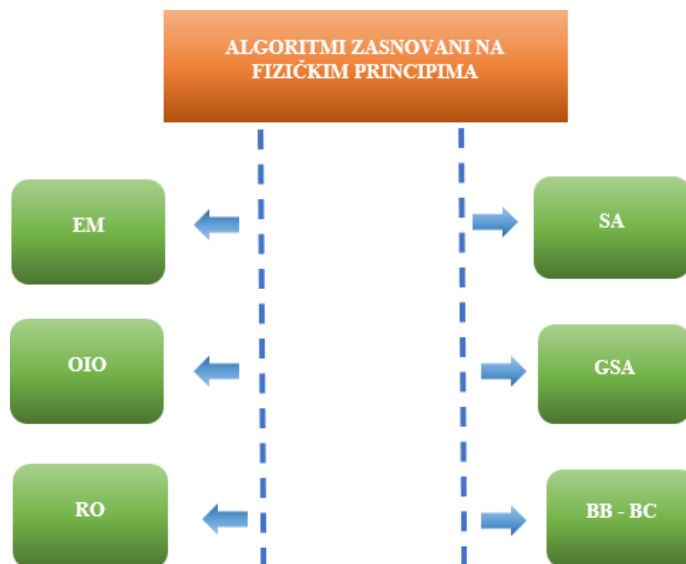 ALGORITMI ZASNOVANI NA
FIZIČKIM PRINCIPIMA
EM
SA
OIO
GSA
RO
BB - BC